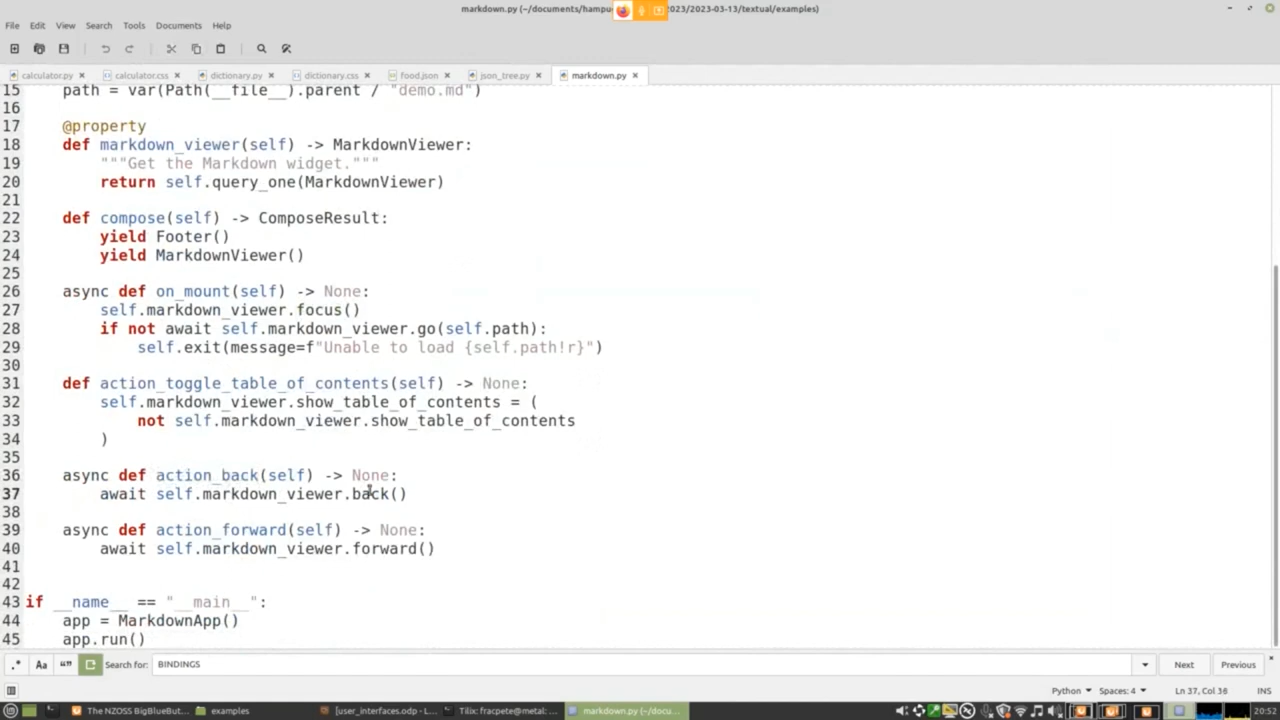 markdown.py (~/documents/hampu 2023/2023-03-13/textual/examples)
File Edit View Search Tools Documents Help
calculator.py calculator.css dictionary.py dictionary.css food.json json_tree.py markdown.py
15 path = var(Path(__file__).parent / "demo.md")
16
17 @property
18 def markdown_viewer(self) -> MarkdownViewer:
19 """Get the Markdown widget."""
20 return self.query_one(MarkdownViewer)
21
22 def compose(self) -> ComposeResult:
23 yield Footer()
24 yield MarkdownViewer()
25
26 async def on_mount(self) -> None:
27 self.markdown_viewer.focus()
28 if not await self.markdown_viewer.go(self.path):
29 self.exit(message=f"Unable to load {self.path!r}")
30
31 def action_toggle_table_of_contents(self) -> None:
32 self.markdown_viewer.show_table_of_contents = (
33 not self.markdown_viewer.show_table_of_contents
34 )
35
36 async def action_back(self) -> None:
37 await self.markdown_viewer.back()
38
39 async def action_forward(self) -> None:
40 await self.markdown_viewer.forward()
41
42
43 if __name__ == "__main__":
44 app = MarkdownApp()
45 app.run()
.* Aa “” Search for: BINDINGS Next Previous
Python Spaces: 4 Ln 37, Col 36 INS
The NZOSS BigBlueBut... examples [user_interfaces.odp - L... Tilix: fracpete@metal: ... markdown.py (~/docu... 20:52